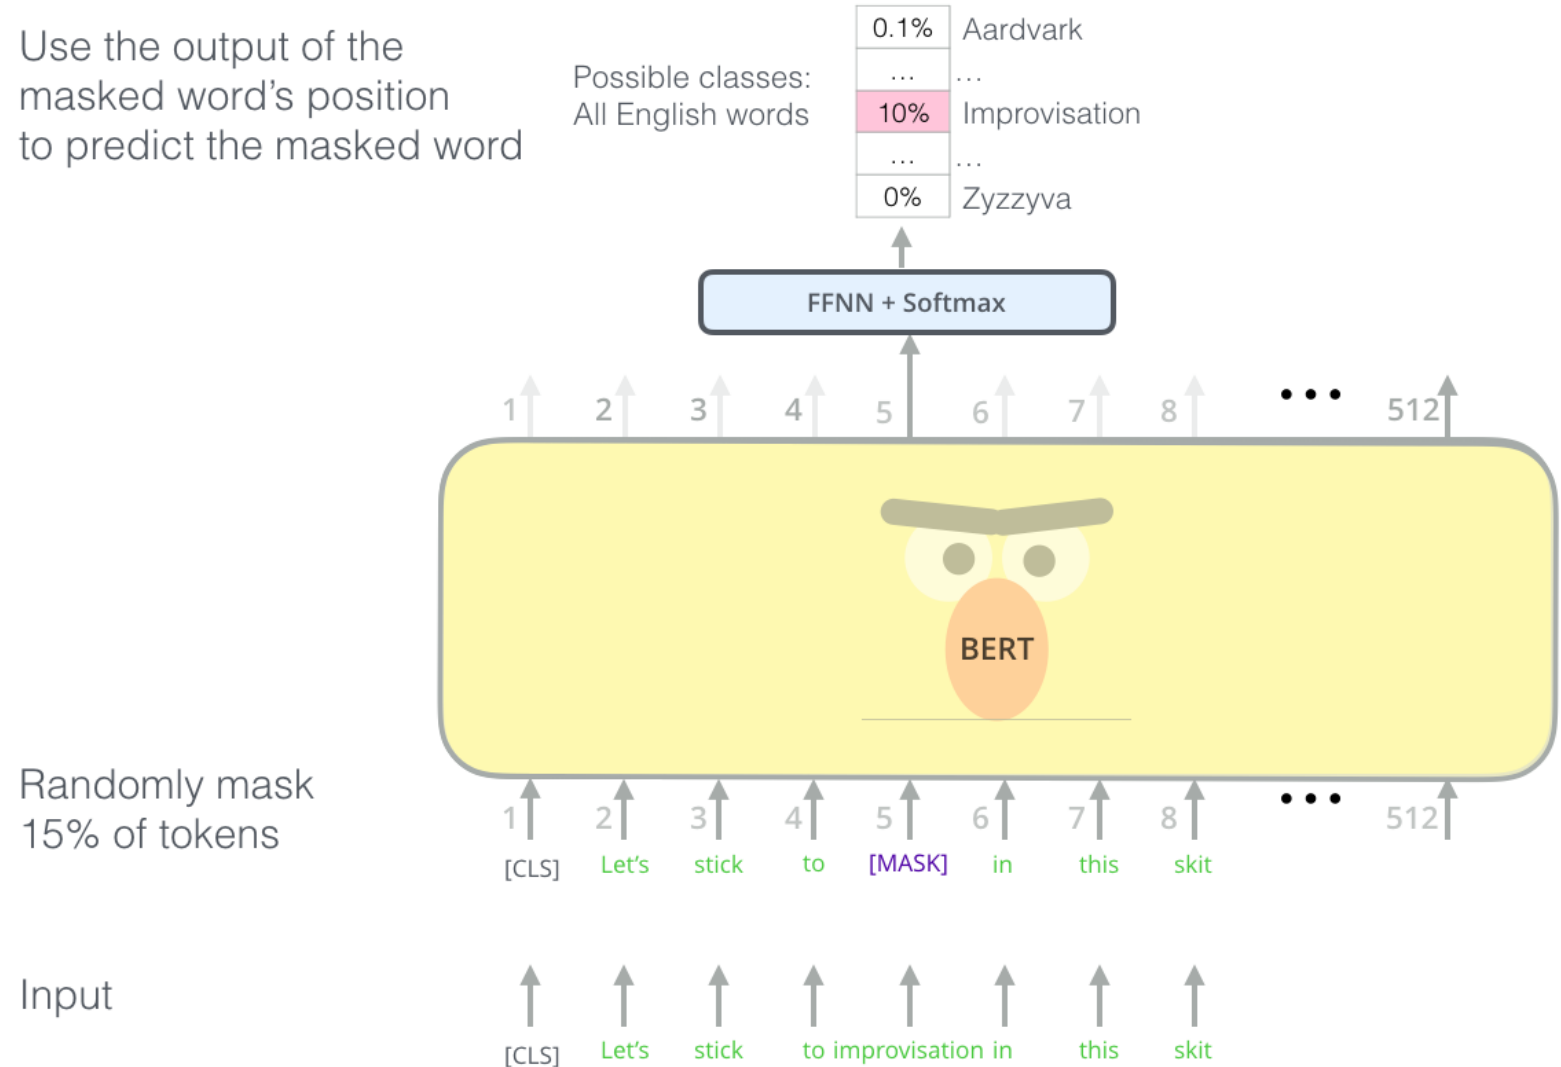 Use the output of the
masked word’s position
to predict the masked word
Possible classes:
All English words
0.1% Aardvark
... ...
10% Improvisation
... ...
0% Zyzzyva
FFNN + Softmax
1 2 3 4 5 6 7 8 ... 512
BERT
Randomly mask
15% of tokens
1 2 3 4 5 6 7 8 ... 512
[CLS] Let’s stick to [MASK] in this skit
Input
[CLS] Let’s stick to improvisation in this skit